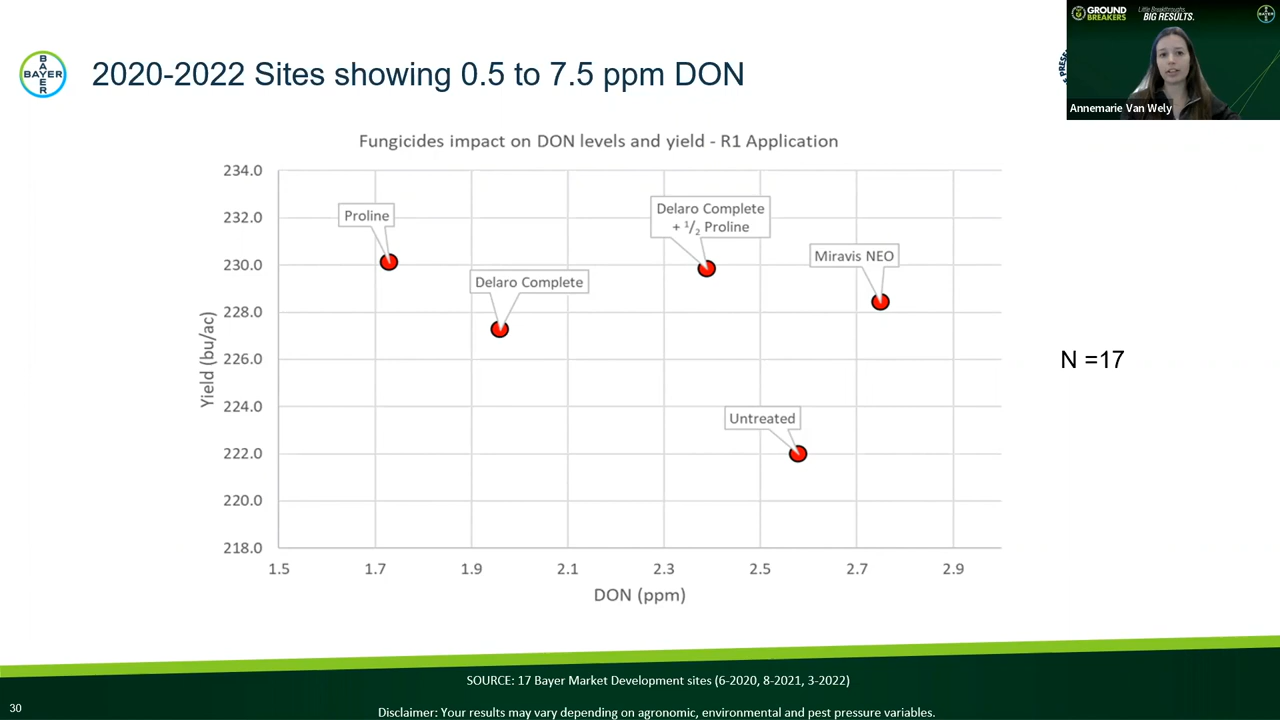 GROUND
BREAKERS
Little Breakthroughs.
BIG RESULTS.
BAYER
BAYER
Annemarie Van Wely
BAYER
BAYER
2020-2022 Sites showing 0.5 to 7.5 ppm DON
Fungicides impact on DON levels and yield - R1 Application
234.0
232.0
230.0
228.0
226.0
224.0
222.0
220.0
218.0
Yield (bu/ac)
Proline
Delaro Complete
Delaro Complete
+ ½ Proline
Miravis NEO
Untreated
1.5 1.7 1.9 2.1 2.3 2.5 2.7 2.9
DON (ppm)
N =17
SOURCE: 17 Bayer Market Development sites (6-2020, 8-2021, 3-2022)
30
Disclaimer: Your results may vary depending on agronomic, environmental and pest pressure variables.